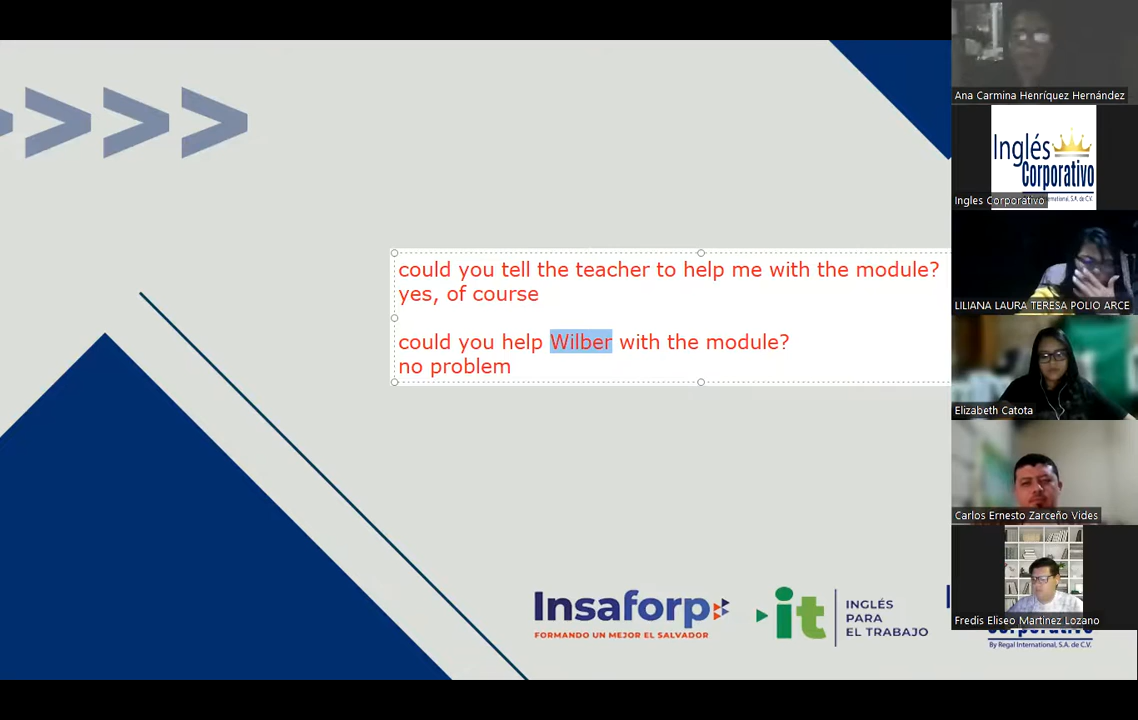 could you tell the teacher to help me with the module?
yes, of course
could you help Wilber with the module?
no problem
Insaforp
FORMANDO UN MEJOR EL SALVADOR
it
INGLÉS
PARA
EL TRABAJO
By Regal International, S.A. de C.V.
Ana Carmina Henríquez Hernández
Inglés
Corporativo
Ingles Corporativo
LILIANA LAURA TERESA POLIO ARCE
Elizabeth Catota
Carlos Ernesto Zarceño Vides
Fredis Eliseo Martinez Lozano